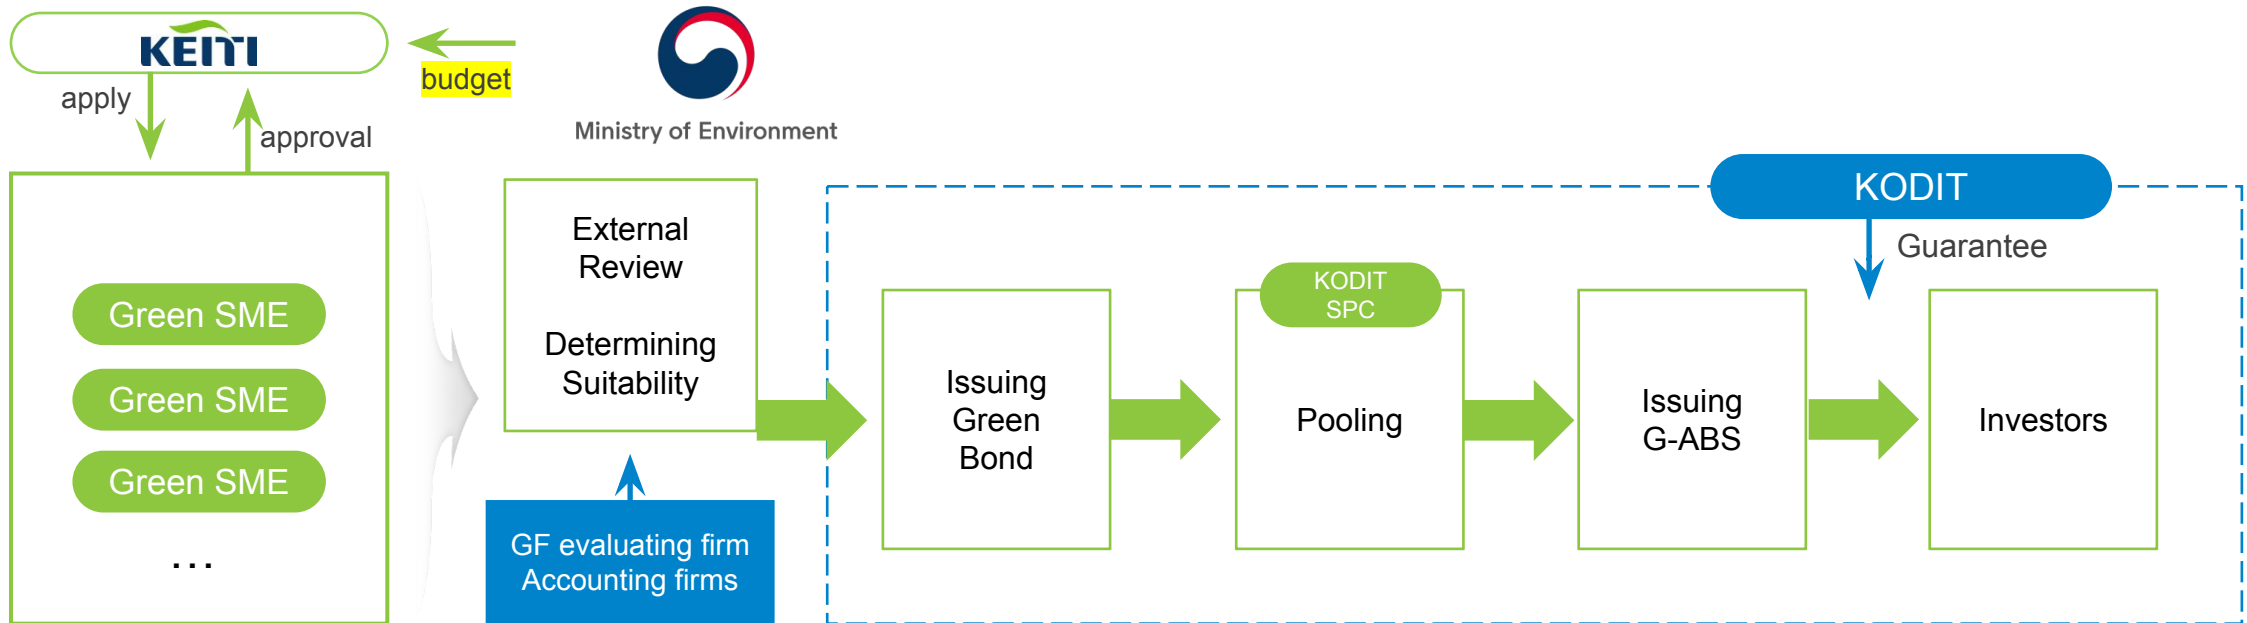 KEITI
budget
apply
approval
Ministry of Environment
Green SME
Green SME
Green SME
...
External
Review
Determining
Suitability
GF evaluating firm
Accounting firms
KODIT
Guarantee
Issuing
Green
Bond
KODIT
SPC
Pooling
Issuing
G-ABS
Investors